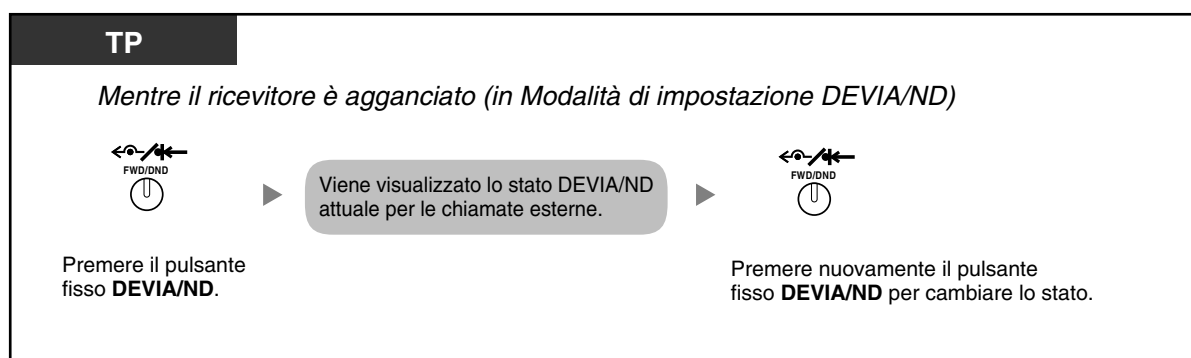 TP
Mentre il ricevitore è agganciato (in Modalità di impostazione DEVIA/ND)
FWD/DND
Viene visualizzato lo stato DEVIA/ND
attuale per le chiamate esterne.
FWD/DND
Premere il pulsante
fisso DEVIA/ND.
Premere nuovamente il pulsante
fisso DEVIA/ND per cambiare lo stato.